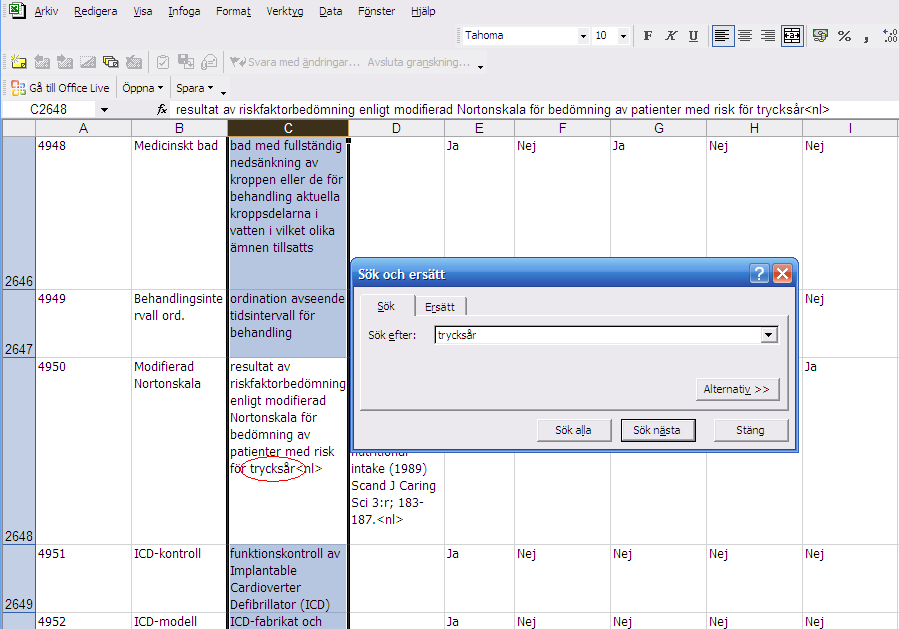 Arkiv Redigera Visa Infoga Format Verktyg Data Fönster Hjälp
Tahoma 10 F K U % ,
Svara med ändringar... Avsluta granskning...
Gå till Office Live Öppna Spara
C2648 fx resultat av riskfaktorbedömning enligt modifierad Nortonskala för bedömning av patienter med risk för trycksår<nl>
A B C D E F G H I
4948 Medicinskt bad bad med fullständig Ja Nej Ja Nej Nej
nedsänkning av
kroppen eller de för
behandling aktuella
kroppsdelarna i
vatten i vilket olika
ämnen tillsatts
2646
4949 Behandlingsinte ordination avseende Nej
rvall ord. tidsintervall för
behandling
2647
4950 Modifierad resultat av Ja
Nortonskala riskfaktorbedömning
enligt modifierad
Nortonskala för
bedömning av
patienter med risk
för trycksår<nl>
intake (1989)
Scand J Caring
Sci 3:r; 183-
187.<nl>
2648
4951 ICD-kontroll funktionskontroll av Ja Nej Nej Nej Nej
Implantable
Cardioverter
Defibrillator (ICD)
2649
4952 ICD-modell ICD-fabrikat och Ja Nej Nej Nej Nej
Sök och ersätt
Sök Ersätt
Sök efter: trycksår
Alternativ >>
Sök alla Sök nästa Stäng